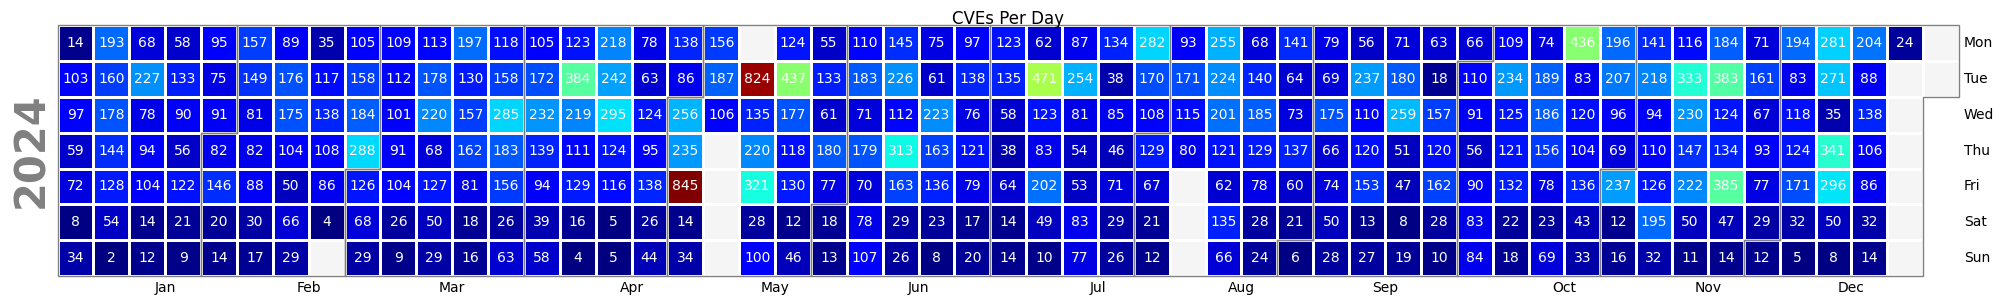 CVEs Per Day
2024
14 193 68 58 95 157 89 35 105 109 113 197 118 105 123 218 78 138 156 124 55 110 145 75 97 123 62 87 134 282 93 255 68 141 79 56 71 63 66 109 74 436 196 141 116 184 71 194 281 204 24 Mon
103 160 227 133 75 149 176 117 158 112 178 130 158 172 384 242 63 86 187 824 437 133 183 226 61 138 135 471 254 38 170 171 224 140 64 69 237 180 18 110 234 189 83 207 218 333 383 161 83 271 88 Tue
97 178 78 90 91 81 175 138 184 101 220 157 285 232 219 295 124 256 106 135 177 61 71 112 223 76 58 123 81 85 108 115 201 185 73 175 110 259 157 91 125 186 120 96 94 230 124 67 118 35 138 Wed
59 144 94 56 82 82 104 108 288 91 68 162 183 139 111 124 95 235 220 118 180 179 313 163 121 38 83 54 46 129 80 121 129 137 66 120 51 120 56 121 156 104 69 110 147 134 93 124 341 106 Thu
72 128 104 122 146 88 50 86 126 104 127 81 156 94 129 116 138 845 321 130 77 70 163 136 79 64 202 53 71 67 62 78 60 74 153 47 162 90 132 78 136 237 126 222 385 77 171 296 86 Fri
8 54 14 21 20 30 66 4 68 26 50 18 26 39 16 5 26 14 28 12 18 78 29 23 17 14 49 83 29 21 135 28 21 50 13 8 28 83 22 23 43 12 195 50 47 29 32 50 32 Sat
34 2 12 9 14 17 29 29 9 29 16 63 58 4 5 44 34 100 46 13 107 26 8 20 14 10 77 26 12 66 24 6 28 27 19 10 84 18 69 33 16 32 11 14 12 5 8 14 Sun
Jan Feb Mar Apr May Jun Jul Aug Sep Oct Nov Dec